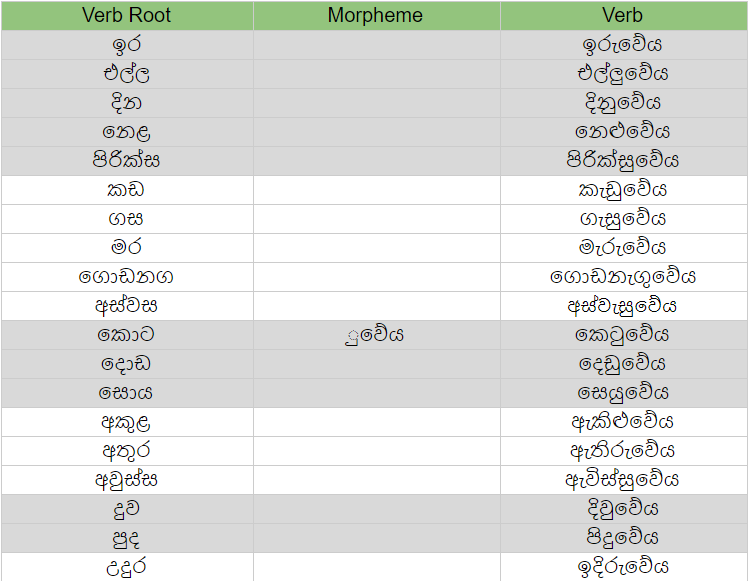 Verb Root Morpheme Verb
ඉර ඉරුවේය
එල්ල එල්ලුවේය
දින දිනුවේය
නෙළ නෙළුවේය
පිරික්ස පිරික්සුවේය
කඩ කැඩුවේය
ගස ගැසුවේය
මර මැරුවේය
ගොඩනග ගොඩනැගුවේය
අස්වස අස්වැසුවේය
කොට ුවේය කෙටුවේය
දොඩ දෙඩුවේය
සොය සෙයුවේය
අකුළ ඇකිළුවේය
අතුර ඇතිරුවේය
අවුස්ස ඇවිස්සුවේය
දුව දිවුවේය
පුද පිදුවේය
උදුර ඉදිරුවේය